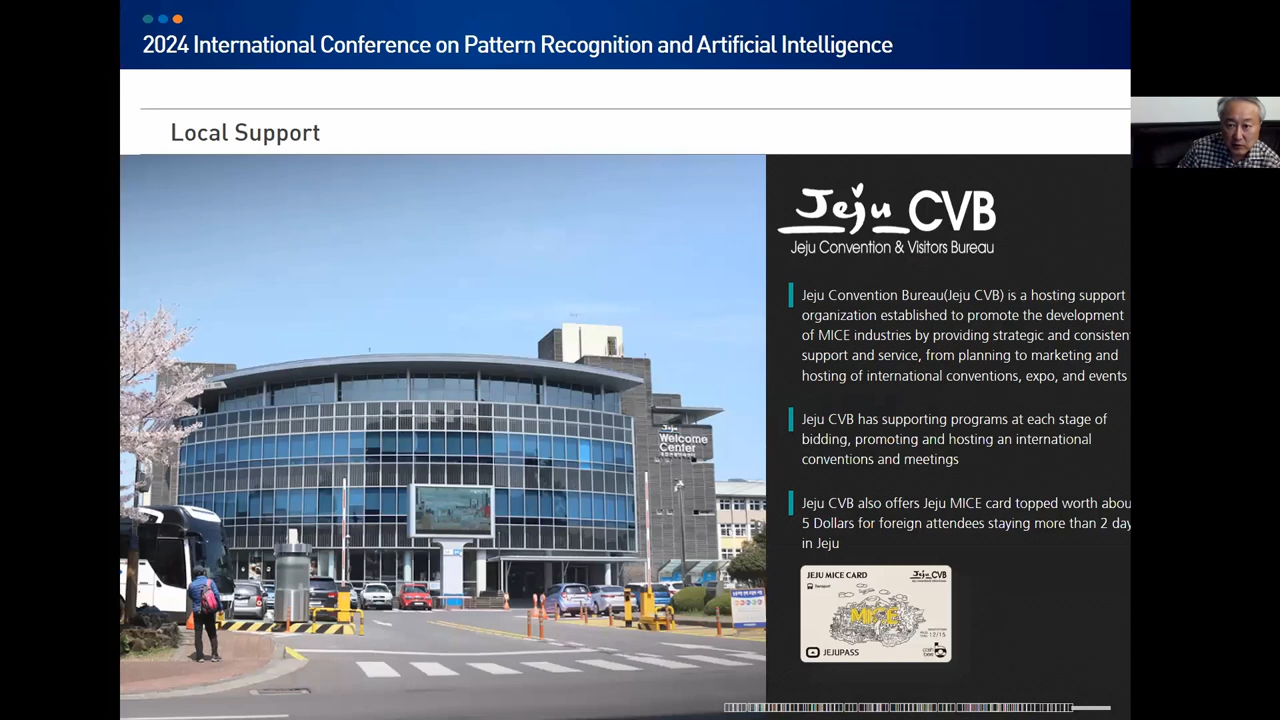 2024 International Conference on Pattern Recognition and Artificial Intelligence
Local Support
Jeju CVB
Jeju Convention & Visitors Bureau
Jeju Convention Bureau(Jeju CVB) is a hosting support
organization established to promote the development
of MICE industries by providing strategic and consisten
support and service, from planning to marketing and
hosting of international conventions, expo, and events
Jeju CVB has supporting programs at each stage of
bidding, promoting and hosting an international
conventions and meetings
Jeju CVB also offers Jeju MICE card topped worth abou
5 Dollars for foreign attendees staying more than 2 day
in Jeju
Jeju
Welcome
Center
JEJU MICE CARD
Jeju CVB
Transport
MICE
12/15
JEJUPASS